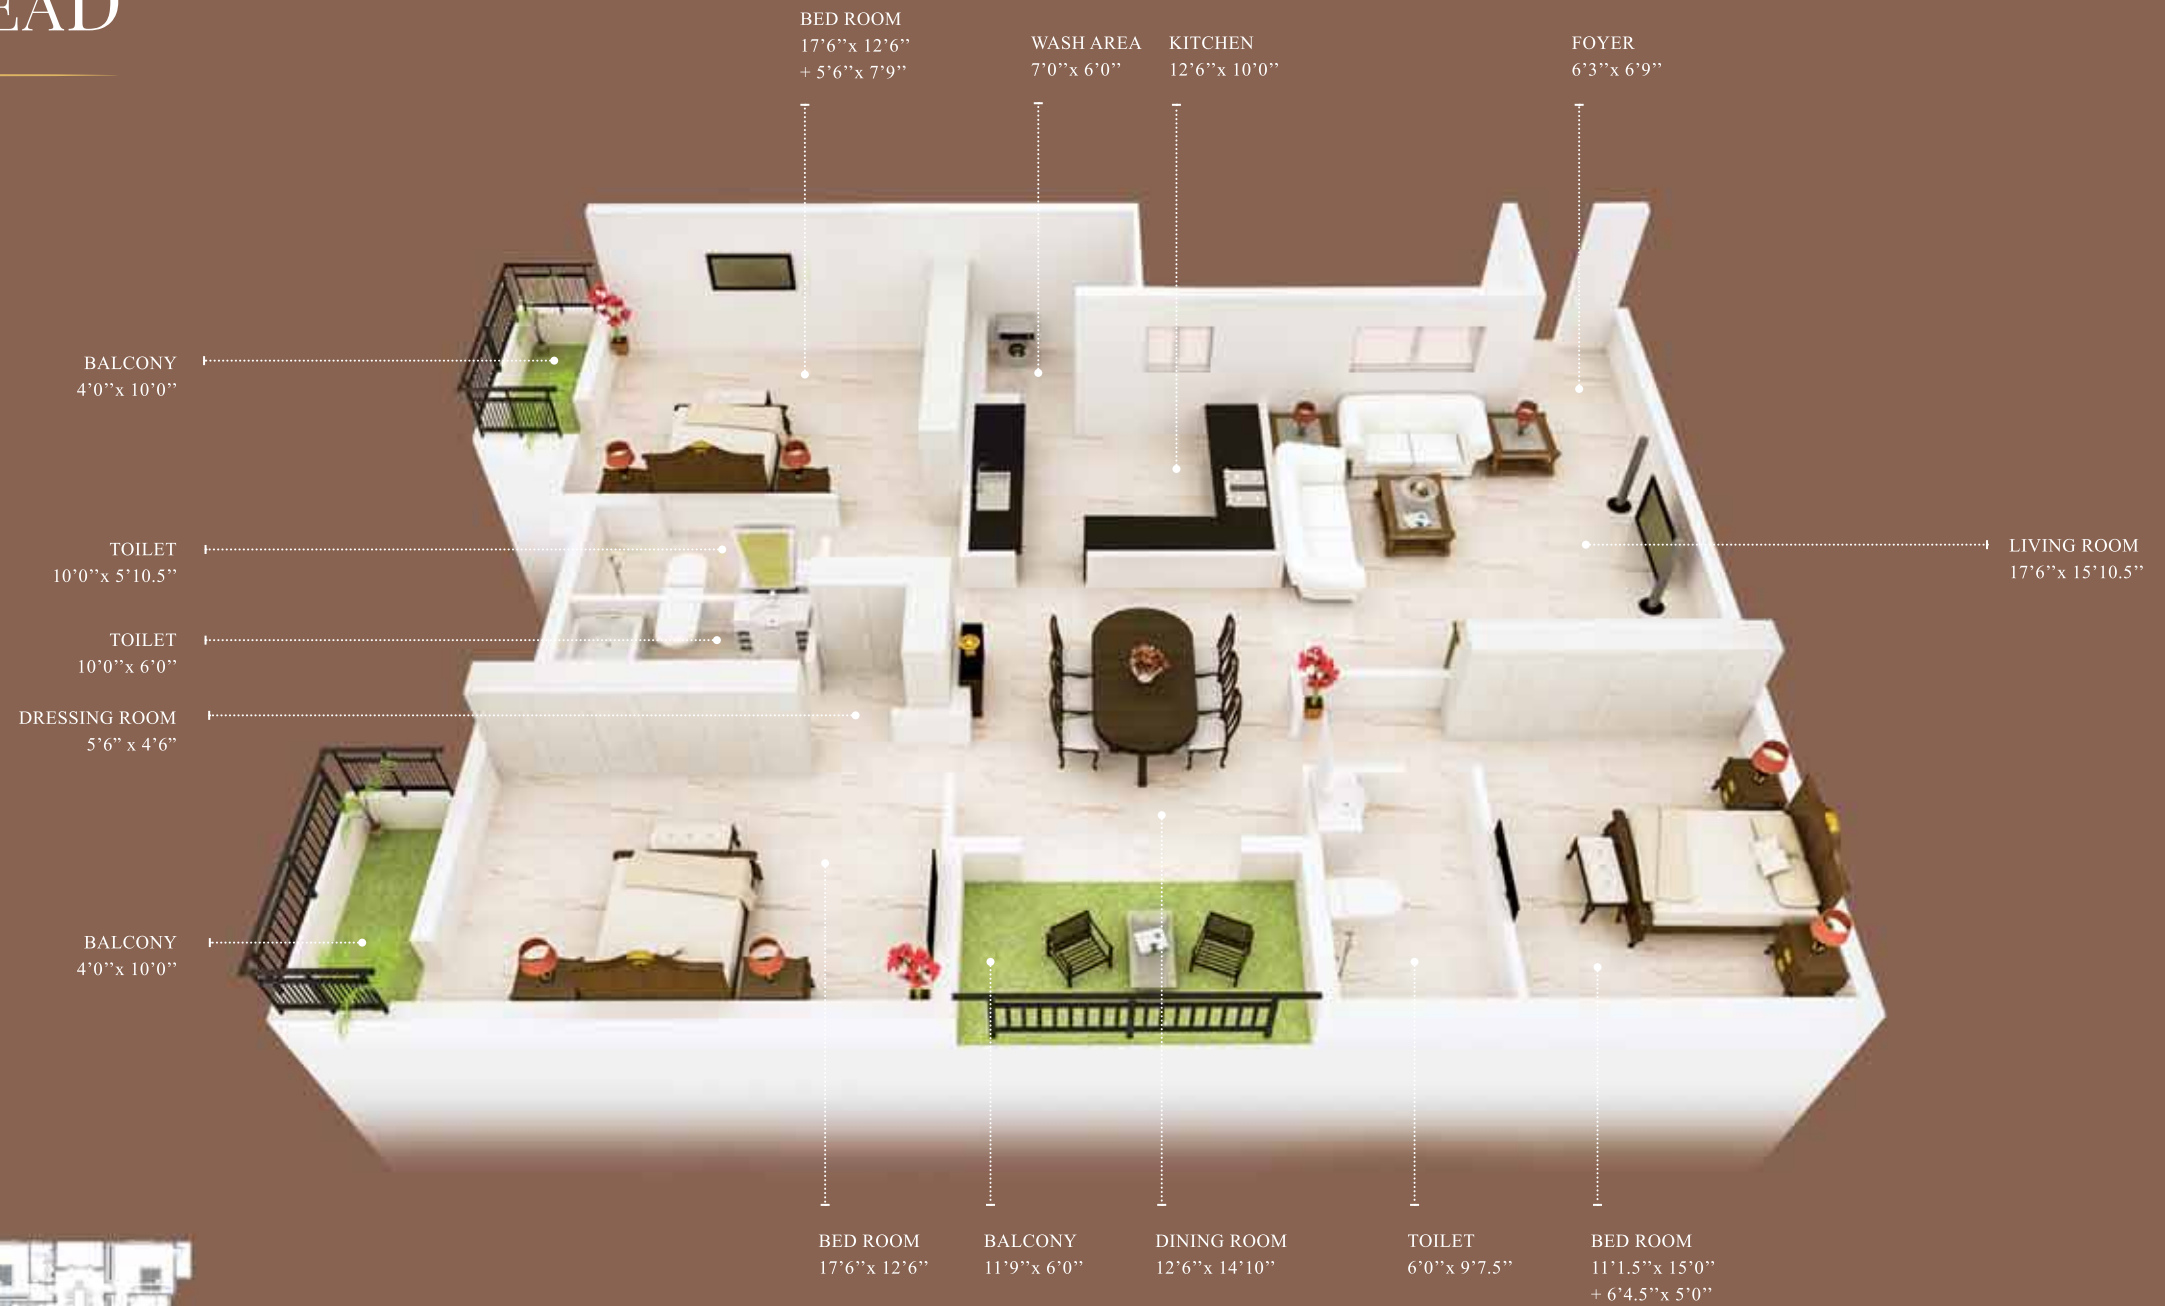 EAD
BED ROOM
17’6’’x 12’6’’
+ 5’6’’x 7’9’’
WASH AREA
7’0’’x 6’0’’
KITCHEN
12’6’’x 10’0’’
FOYER
6’3’’x 6’9’’
BALCONY
4’0’’x 10’0’’
TOILET
10’0’’x 5’10.5’’
LIVING ROOM
17’6’’x 15’10.5’’
TOILET
10’0’’x 6’0’’
DRESSING ROOM
5’6” x 4’6”
BALCONY
4’0’’x 10’0’’
BED ROOM
17’6’’x 12’6’’
BALCONY
11’9’’x 6’0’’
DINING ROOM
12’6’’x 14’10’’
TOILET
6’0’’x 9’7.5’’
BED ROOM
11’1.5’’x 15’0’’
+ 6’4.5’’x 5’0’’